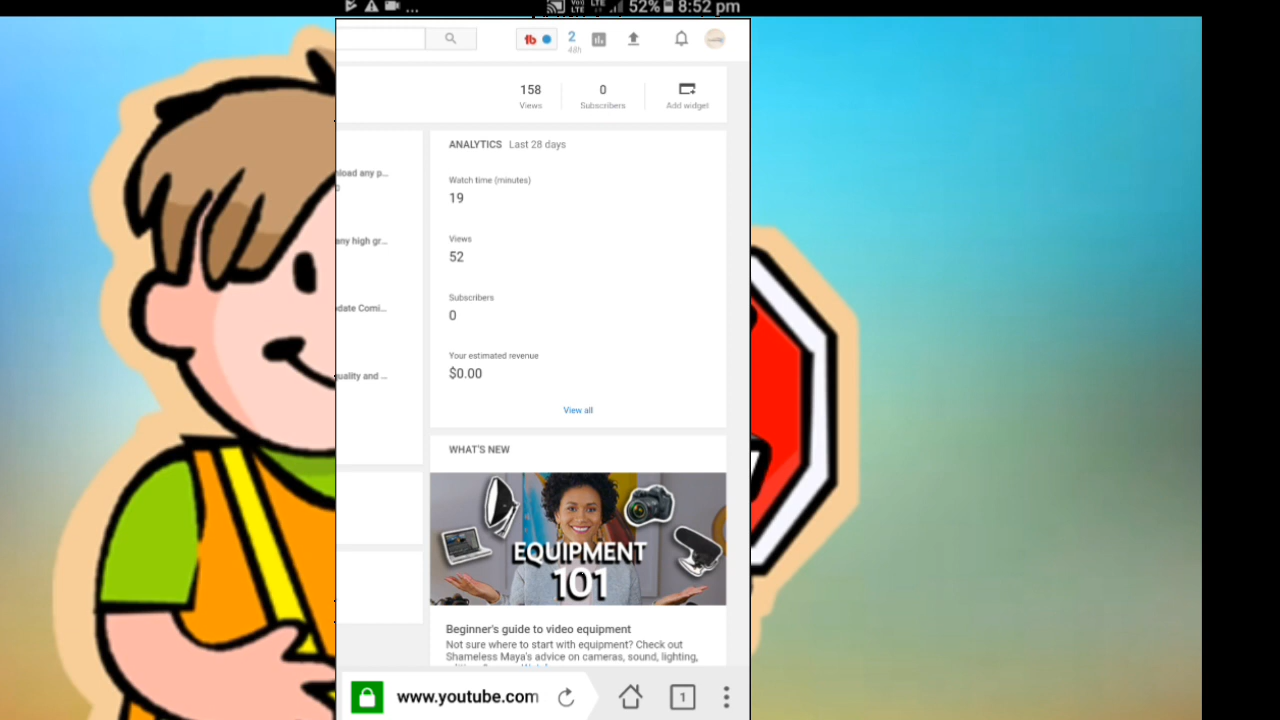 ... 52% 8:52 pm
2
48h
158
Views
0
Subscribers
Add widget
nload any p...
0
any high gr...
date Comi...
quality and ...
ANALYTICS Last 28 days
Watch time (minutes)
19
Views
52
Subscribers
0
Your estimated revenue
$0.00
View all
WHAT'S NEW
EQUIPMENT
101
Beginner's guide to video equipment
Not sure where to start with equipment? Check out
Shameless Maya's advice on cameras, sound, lighting,
www.youtube.com
1